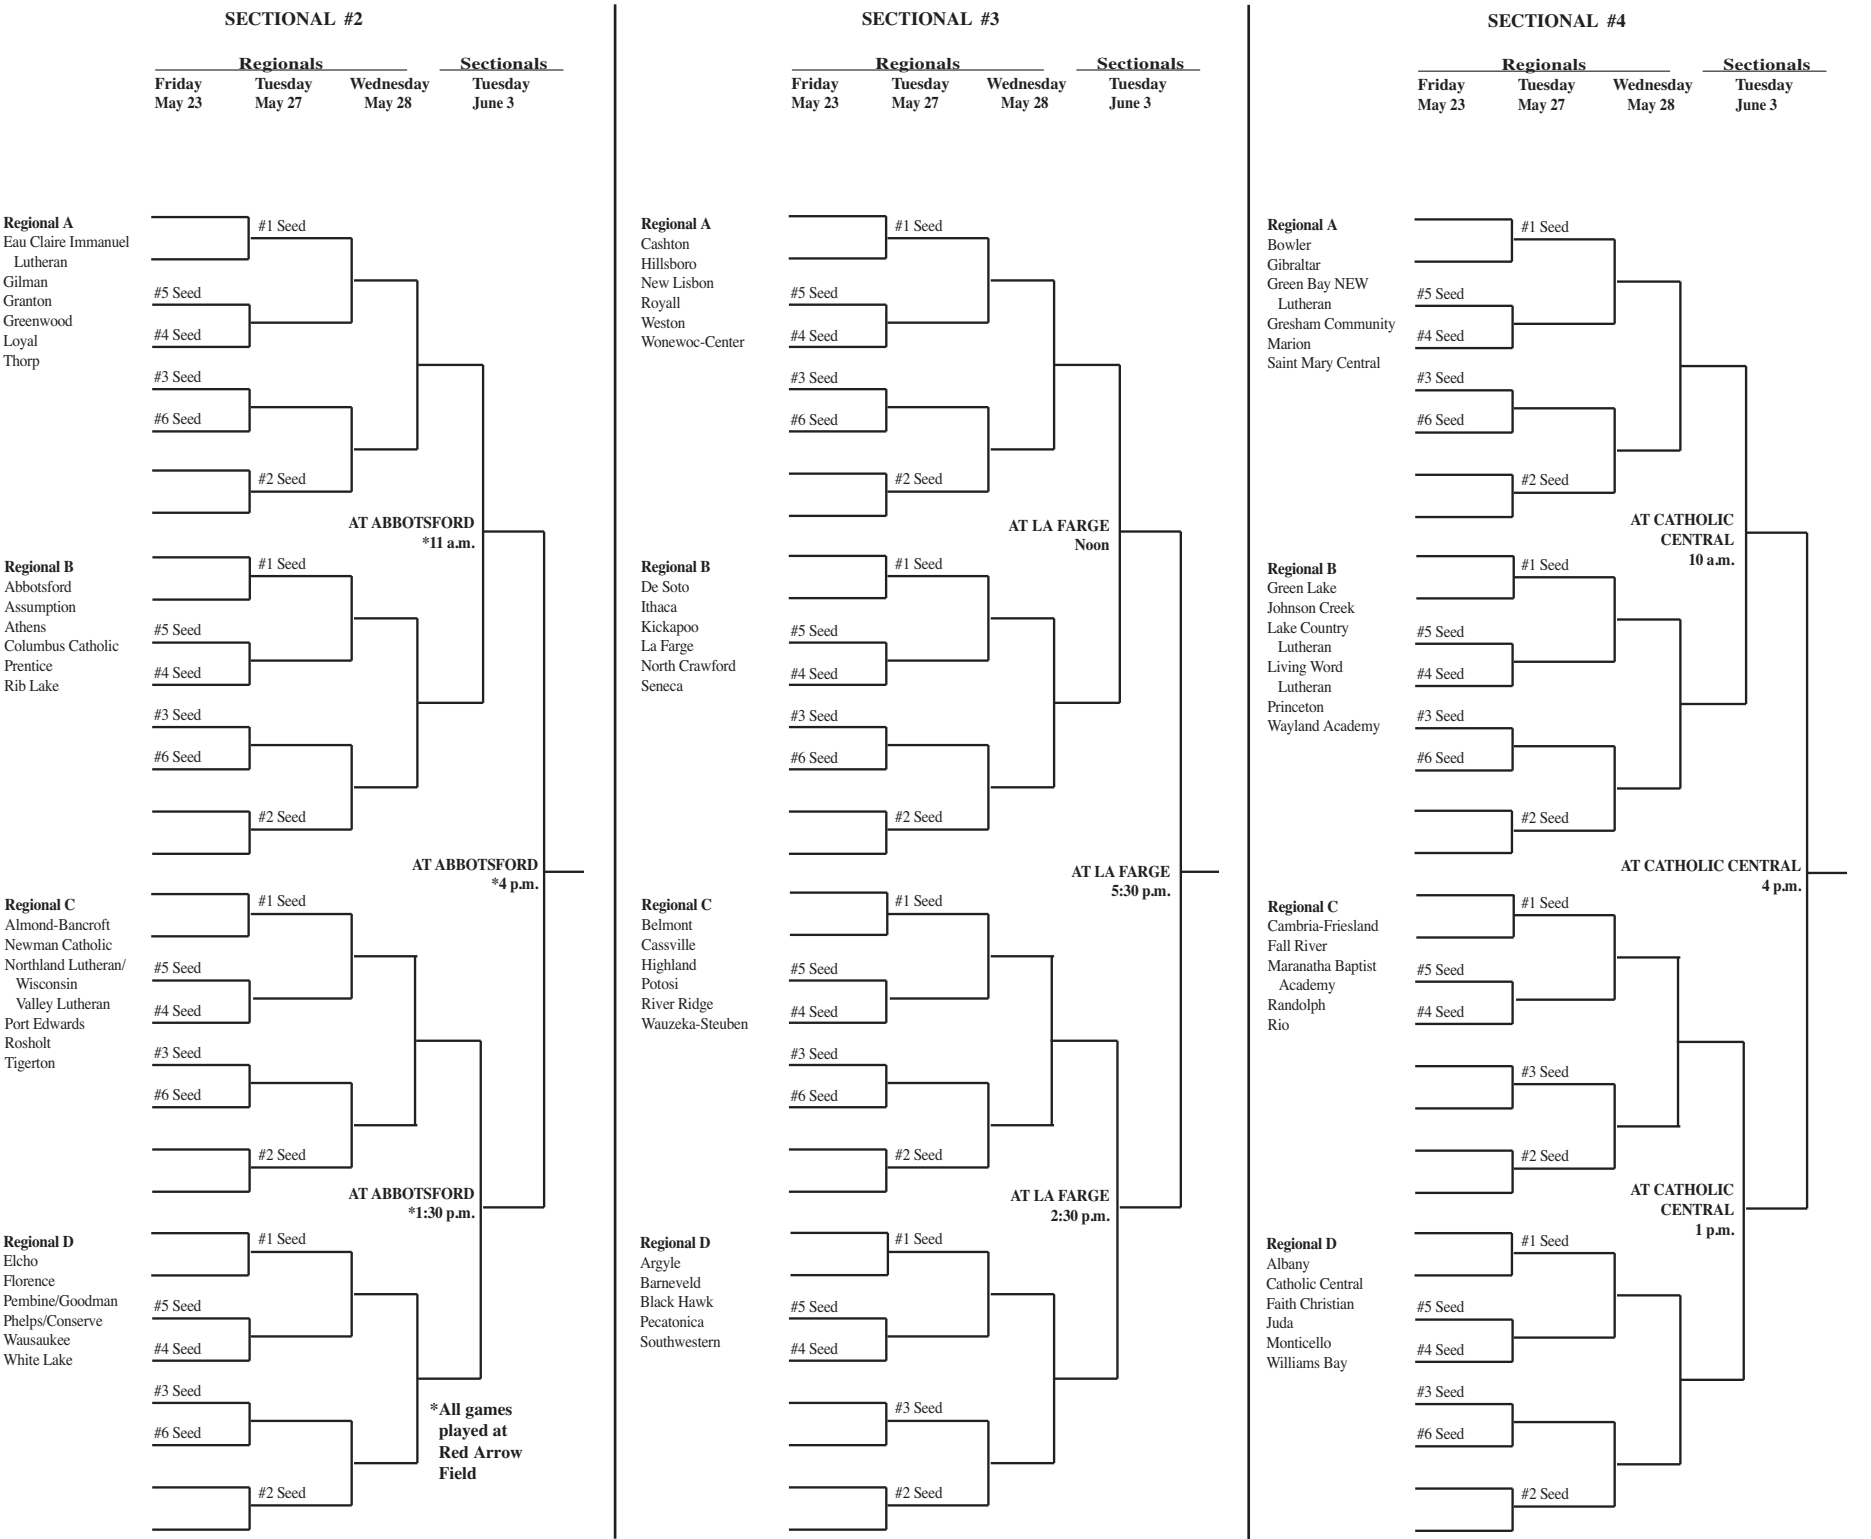 SECTIONAL #2
Regionals
Sectionals
Friday
May 23
Tuesday
May 27
Wednesday
May 28
Tuesday
June 3
Regional A
Eau Claire Immanuel
Lutheran
Gilman
Granton
Greenwood
Loyal
Thorp
#1 Seed
#5 Seed
#4 Seed
#3 Seed
#6 Seed
#2 Seed
AT ABBOTSFORD
*11 a.m.
Regional B
Abbotsford
Assumption
Athens
Columbus Catholic
Prentice
Rib Lake
#1 Seed
#5 Seed
#4 Seed
#3 Seed
#6 Seed
#2 Seed
AT ABBOTSFORD
*4 p.m.
Regional C
Almond-Bancroft
Newman Catholic
Northland Lutheran/
Wisconsin
Valley Lutheran
Port Edwards
Rosholt
Tigerton
#1 Seed
#5 Seed
#4 Seed
#3 Seed
#6 Seed
#2 Seed
AT ABBOTSFORD
*1:30 p.m.
Regional D
Elcho
Florence
Pembine/Goodman
Phelps/Conserve
Wausaukee
White Lake
#1 Seed
#5 Seed
#4 Seed
#3 Seed
#6 Seed
#2 Seed
*All games
played at
Red Arrow
Field
SECTIONAL #3
Regionals
Sectionals
Friday
May 23
Tuesday
May 27
Wednesday
May 28
Tuesday
June 3
Regional A
Cashton
Hillsboro
New Lisbon
Royall
Weston
Wonewoc-Center
#1 Seed
#5 Seed
#4 Seed
#3 Seed
#6 Seed
#2 Seed
AT LA FARGE
Noon
Regional B
De Soto
Ithaca
Kickapoo
La Farge
North Crawford
Seneca
#1 Seed
#5 Seed
#4 Seed
#3 Seed
#6 Seed
#2 Seed
AT LA FARGE
5:30 p.m.
Regional C
Belmont
Cassville
Highland
Potosi
River Ridge
Wauzeka-Steuben
#1 Seed
#5 Seed
#4 Seed
#3 Seed
#6 Seed
#2 Seed
AT LA FARGE
2:30 p.m.
Regional D
Argyle
Barneveld
Black Hawk
Pecatonica
Southwestern
#1 Seed
#5 Seed
#4 Seed
#3 Seed
#2 Seed
SECTIONAL #4
Regionals
Sectionals
Friday
May 23
Tuesday
May 27
Wednesday
May 28
Tuesday
June 3
Regional A
Bowler
Gibraltar
Green Bay NEW
Lutheran
Gresham Community
Marion
Saint Mary Central
#1 Seed
#5 Seed
#4 Seed
#3 Seed
#6 Seed
#2 Seed
AT CATHOLIC
CENTRAL
10 a.m.
Regional B
Green Lake
Johnson Creek
Lake Country
Lutheran
Living Word
Lutheran
Princeton
Wayland Academy
#1 Seed
#5 Seed
#4 Seed
#3 Seed
#6 Seed
#2 Seed
AT CATHOLIC CENTRAL
4 p.m.
Regional C
Cambria-Friesland
Fall River
Maranatha Baptist
Academy
Randolph
Rio
#1 Seed
#5 Seed
#4 Seed
#3 Seed
#2 Seed
AT CATHOLIC
CENTRAL
1 p.m.
Regional D
Albany
Catholic Central
Faith Christian
Juda
Monticello
Williams Bay
#1 Seed
#5 Seed
#4 Seed
#3 Seed
#6 Seed
#2 Seed